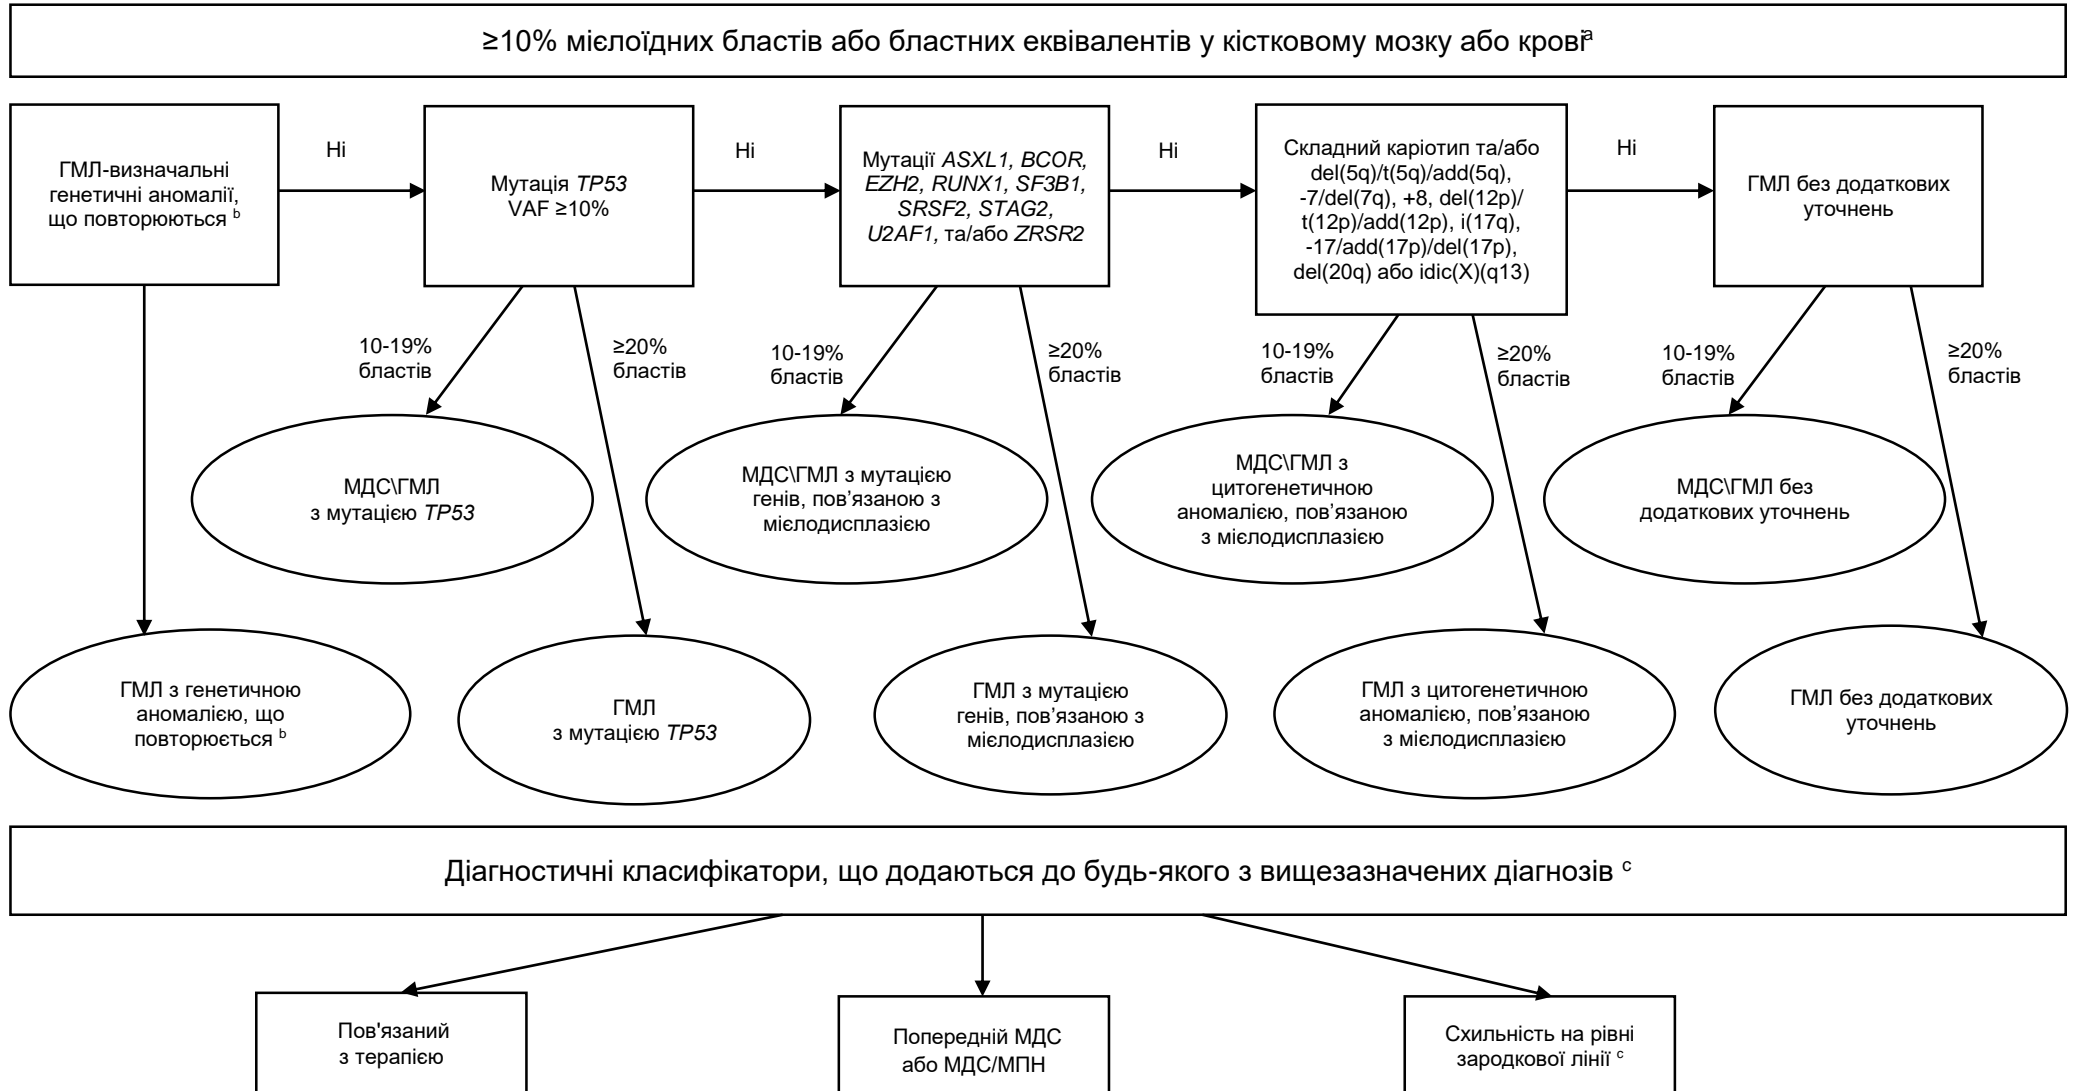 ≥10% мієлоїдних бластів або бластних еквівалентів у кістковому мозку або кровіª
ГМЛ-визначальні
генетичні аномалії,
що повторюються ᵇ
Ні
Мутація TP53
VAF ≥10%
Ні
Мутації ASXL1, BCOR,
EZH2, RUNX1, SF3B1,
SRSF2, STAG2,
U2AF1, та/або ZRSR2
Ні
Складний каріотип та/або
del(5q)/t(5q)/add(5q),
-7/del(7q), +8, del(12p)/
t(12p)/add(12p), i(17q),
-17/add(17p)/del(17p),
del(20q) або idic(X)(q13)
Ні
ГМЛ без додаткових
уточнень
10-19%
бластів
≥20%
бластів
10-19%
бластів
≥20%
бластів
10-19%
бластів
≥20%
бластів
10-19%
бластів
≥20%
бластів
МДС\ГМЛ
з мутацією TP53
МДС\ГМЛ з мутацією
генів, пов’язаною з
мієлодисплазією
МДС\ГМЛ з
цитогенетичною
аномалією, пов’язаною
з мієлодисплазією
МДС\ГМЛ без
додаткових уточнень
ГМЛ з генетичною
аномалією, що
повторюється ᵇ
ГМЛ
з мутацією TP53
ГМЛ з мутацією
генів, пов’язаною з
мієлодисплазією
ГМЛ з цитогенетичною
аномалією, пов’язаною
з мієлодисплазією
ГМЛ без додаткових
уточнень
Діагностичні класифікатори, що додаються до будь-якого з вищезазначених діагнозів ᶜ
Пов'язаний
з терапією
Попередній МДС
або МДС/МПН
Схильність на рівні
зародкової лінії ᶜ